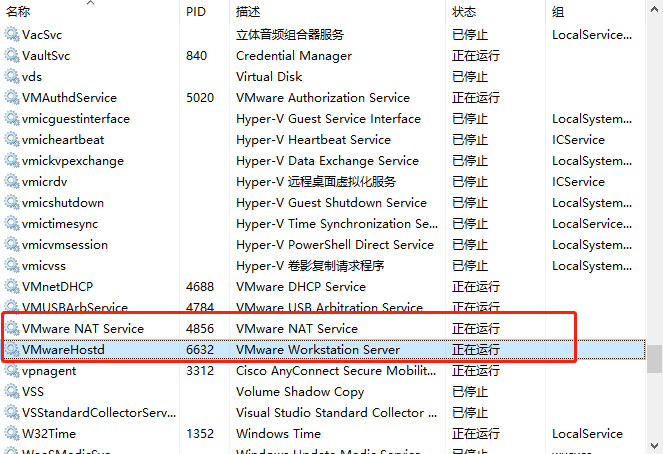 名称 PID 描述 状态 组
VacSvc 立体音频组合器服务 已停止 LocalService...
VaultSvc 840 Credential Manager 正在运行
vds Virtual Disk 已停止
VMAuthdService 5020 VMware Authorization Service 正在运行
vmicguestinterface Hyper-V Guest Service Interface 已停止 LocalSystem...
vmicheartbeat Hyper-V Heartbeat Service 已停止 ICService
vmickvpexchange Hyper-V Data Exchange Service 已停止 LocalSystem...
vmicrdv Hyper-V 远程桌面虚拟化服务 已停止 ICService
vmicshutdown Hyper-V Guest Shutdown Service 已停止 LocalSystem...
vmictimesync Hyper-V Time Synchronization Se... 已停止 LocalService...
vmicvmsession Hyper-V PowerShell Direct Service 已停止 LocalSystem...
vmicvss Hyper-V 卷影复制请求程序 已停止 LocalSystem...
VMnetDHCP 4688 VMware DHCP Service 正在运行
VMUSBArbService 4784 VMware USB Arbitration Service 正在运行
VMware NAT Service 4856 VMware NAT Service 正在运行
VMwareHostd 6632 VMware Workstation Server 正在运行
vpnagent 3312 Cisco AnyConnect Secure Mobilit... 正在运行
VSS Volume Shadow Copy 已停止
VSStandardCollectorServ... Visual Studio Standard Collector ... 已停止
W32Time 1352 Windows Time 正在运行 LocalService
WaaSMedicSvc Windows Update Medic Service 已停止 wusvcs